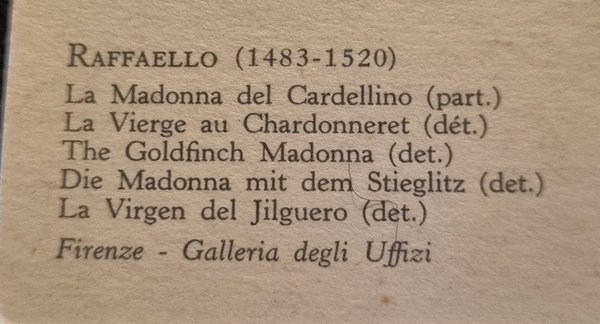 RAFFAELLO (1483-1520)
La Madonna del Cardellino (part.)
La Vierge au Chardonneret (dét.)
The Goldfinch Madonna (det.)
Die Madonna mit dem Stieglitz (det.)
La Virgen del Jilguero (det.)
Firenze - Galleria degli Uffizi